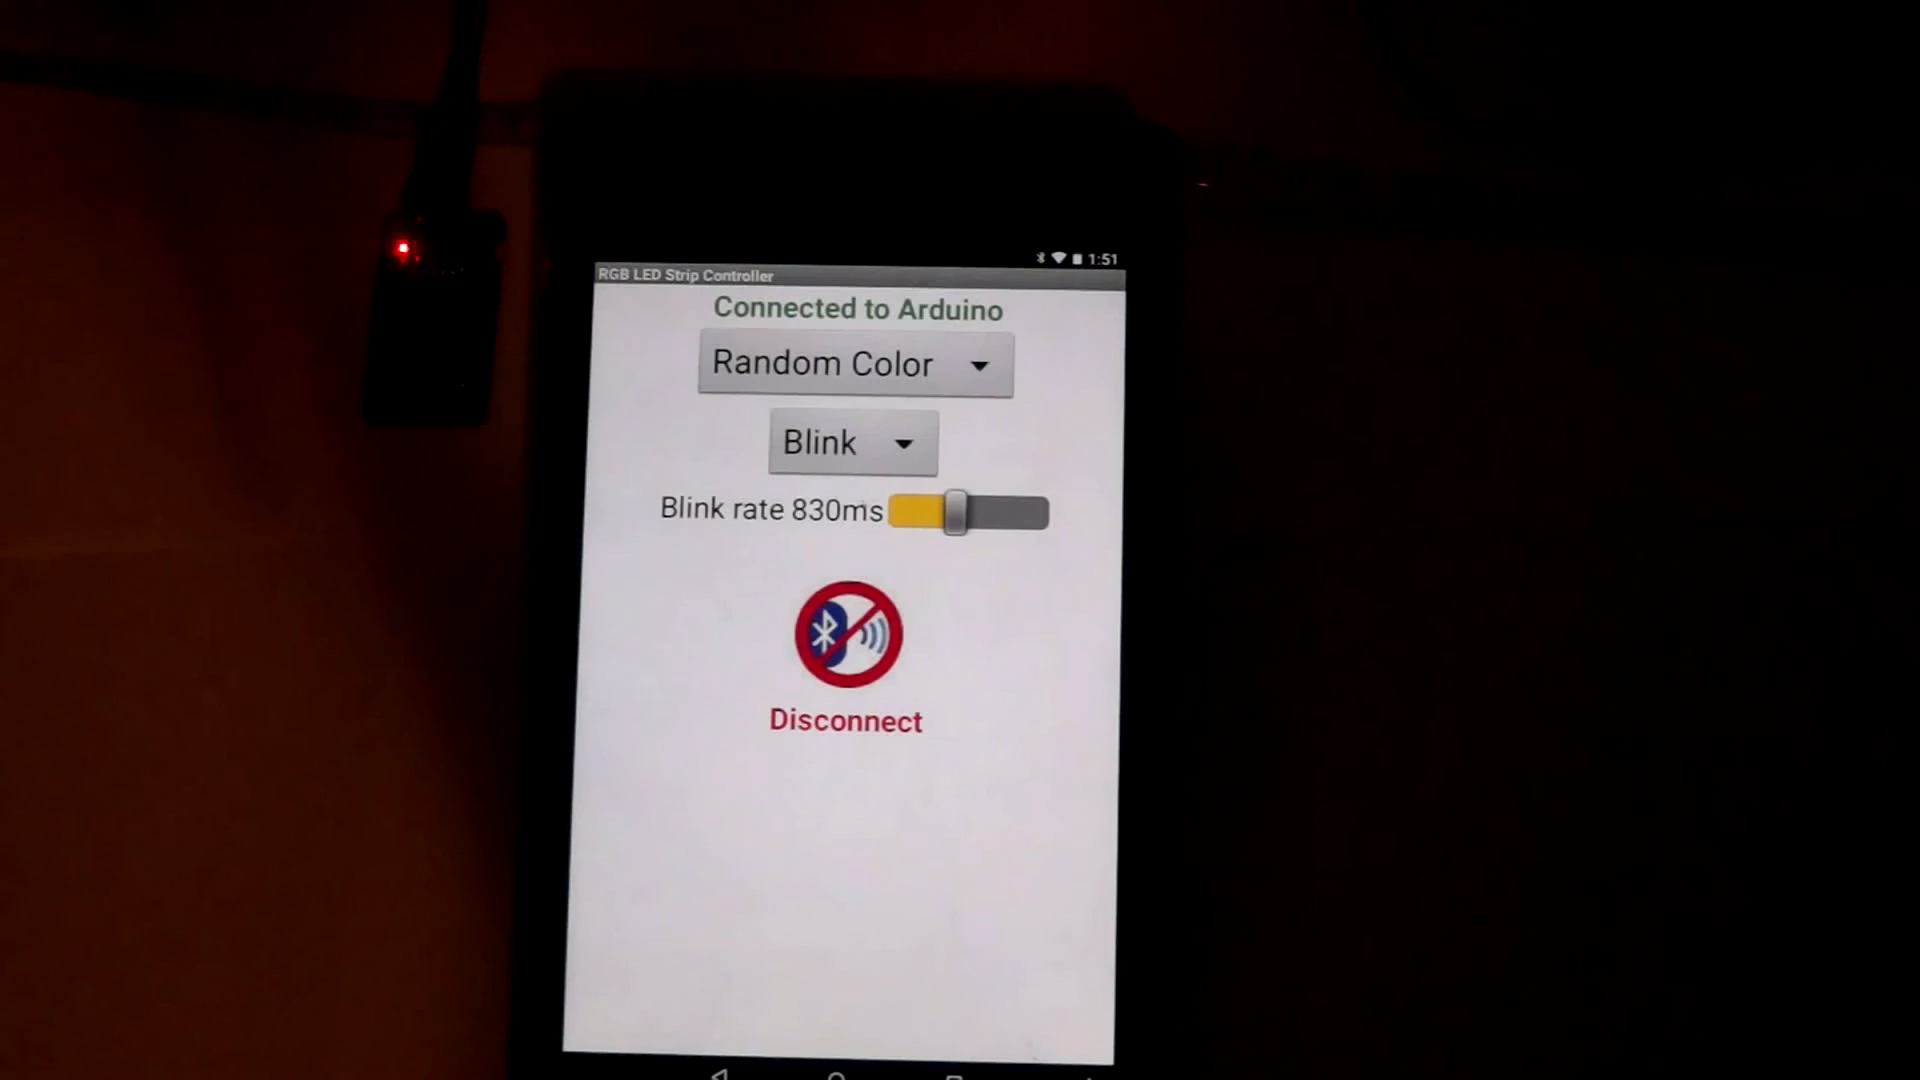 1:51
RGB LED Strip Controller
Connected to Arduino
Random Color
Blink
Blink rate 830ms
Disconnect